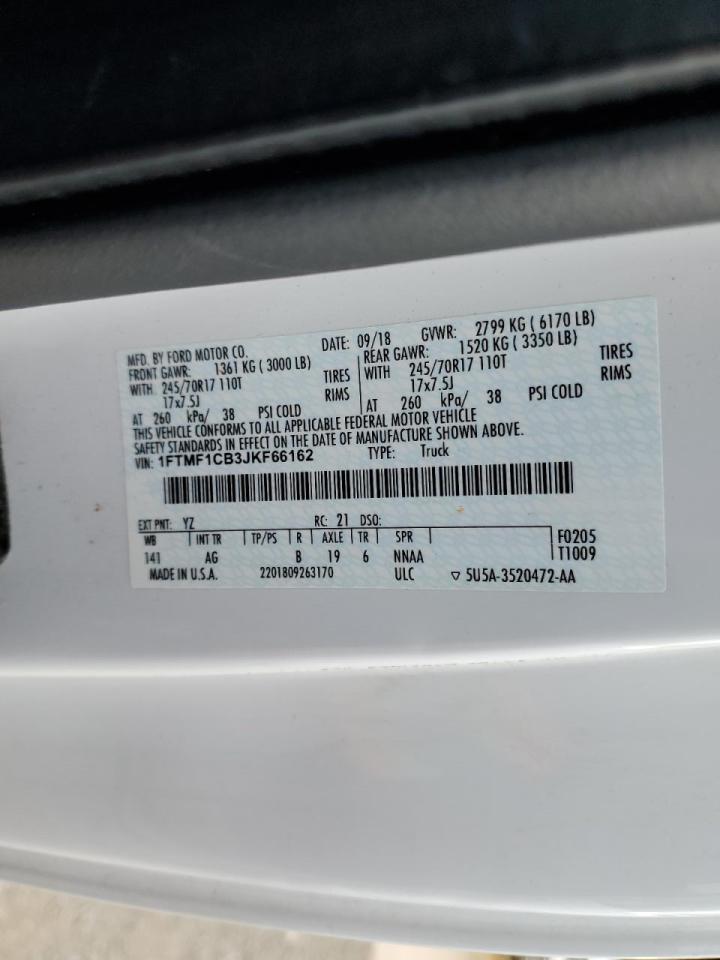 MFD. BY FORD MOTOR CO. DATE: 09/18 GVWR: 2799 KG ( 6170 LB)
FRONT GAWR: 1361 KG ( 3000 LB) REAR GAWR: 1520 KG ( 3350 LB)
WITH 245/70R17 110T TIRES WITH 245/70R17 110T TIRES
17x7.5J RIMS 17x7.5J RIMS
AT 260 kPa/ 38 PSI COLD AT 260 kPa/ 38 PSI COLD
THIS VEHICLE CONFORMS TO ALL APPLICABLE FEDERAL MOTOR VEHICLE
SAFETY STANDARDS IN EFFECT ON THE DATE OF MANUFACTURE SHOWN ABOVE.
VIN: 1FTMF1CB3JKF66162 TYPE: Truck
EXT PNT: YZ RC: 21 DSO:
WB INT TR TP/PS R AXLE TR SPR F0205
141 AG B 19 6 NNAA T1009
MADE IN U.S.A. 2201809263170 ULC ▽ 5U5A-3520472-AA